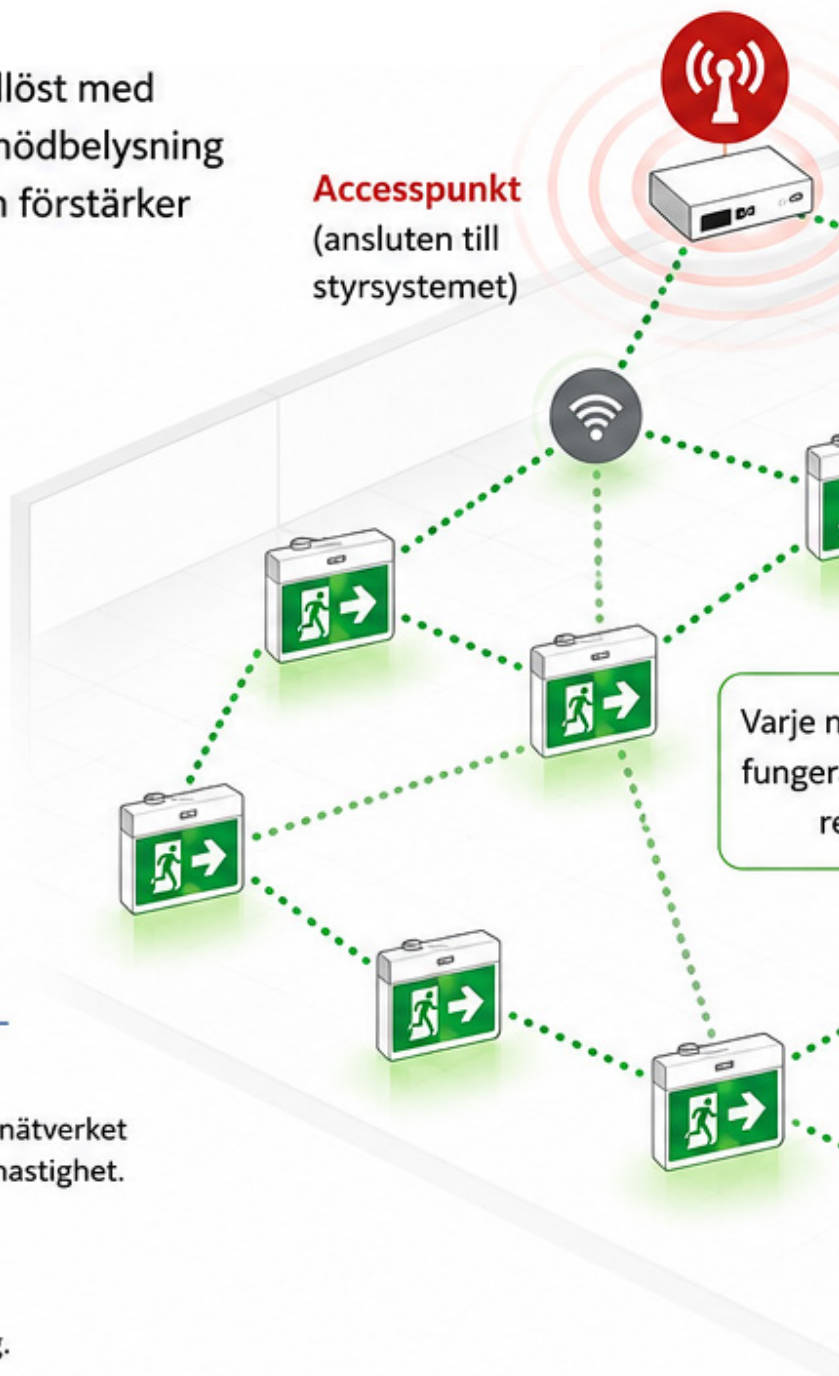 llöst med
nödbelysning
förstärker
Accesspunkt
(ansluten till
styrsystemet)
Varje
funger
re
nätverket
hastighet.